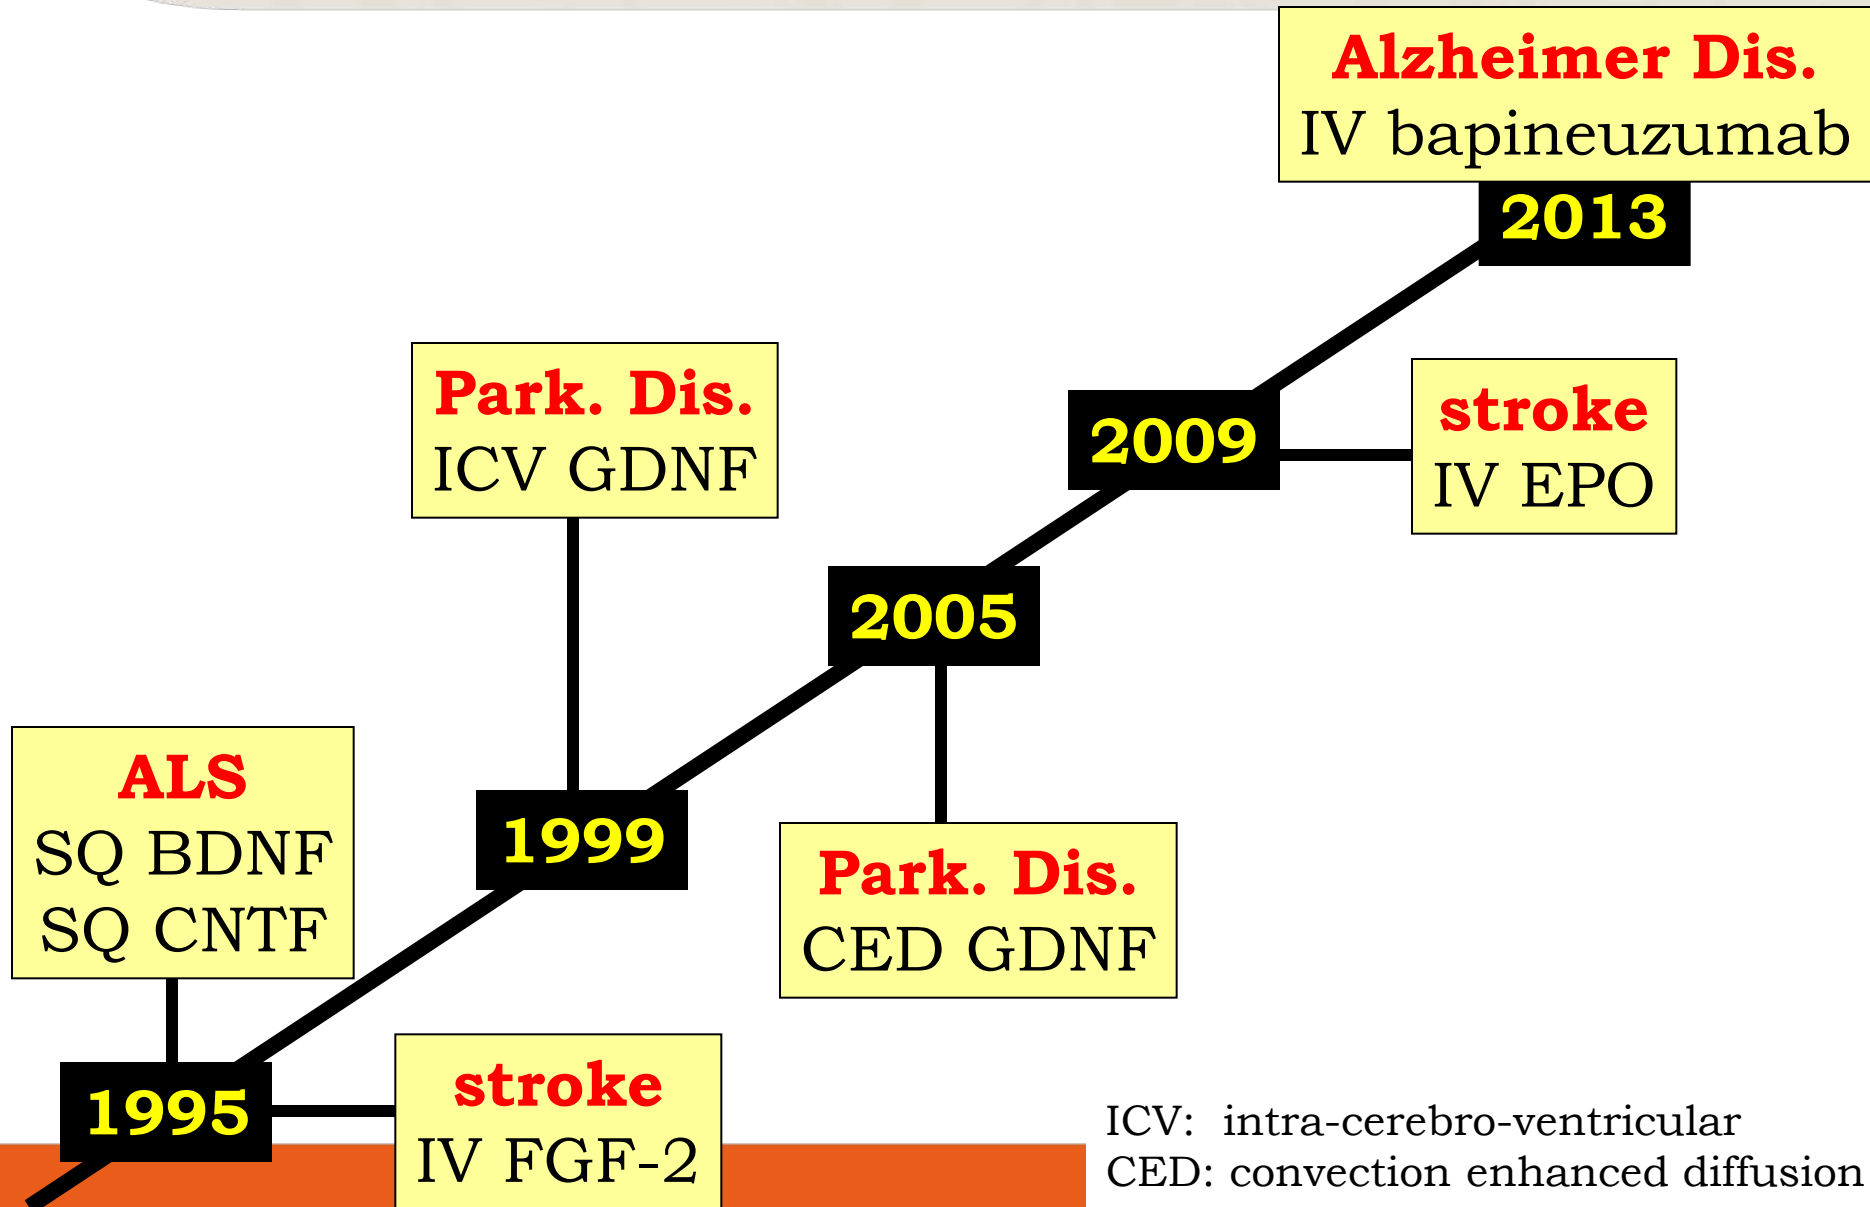 Alzheimer Dis.
IV bapineuzumab
2013
Park. Dis.
ICV GDNF
2009
stroke
IV EPO
2005
ALS
SQ BDNF
SQ CNTF
1999
Park. Dis.
CED GDNF
1995
stroke
IV FGF-2
ICV: intra-cerebro-ventricular
CED: convection enhanced diffusion